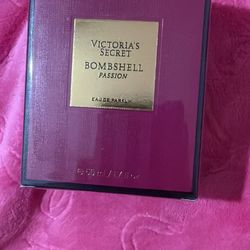 VICTORIA'S
SECRET
BOMBSHELL
PASSION
EAU DE PARFUM